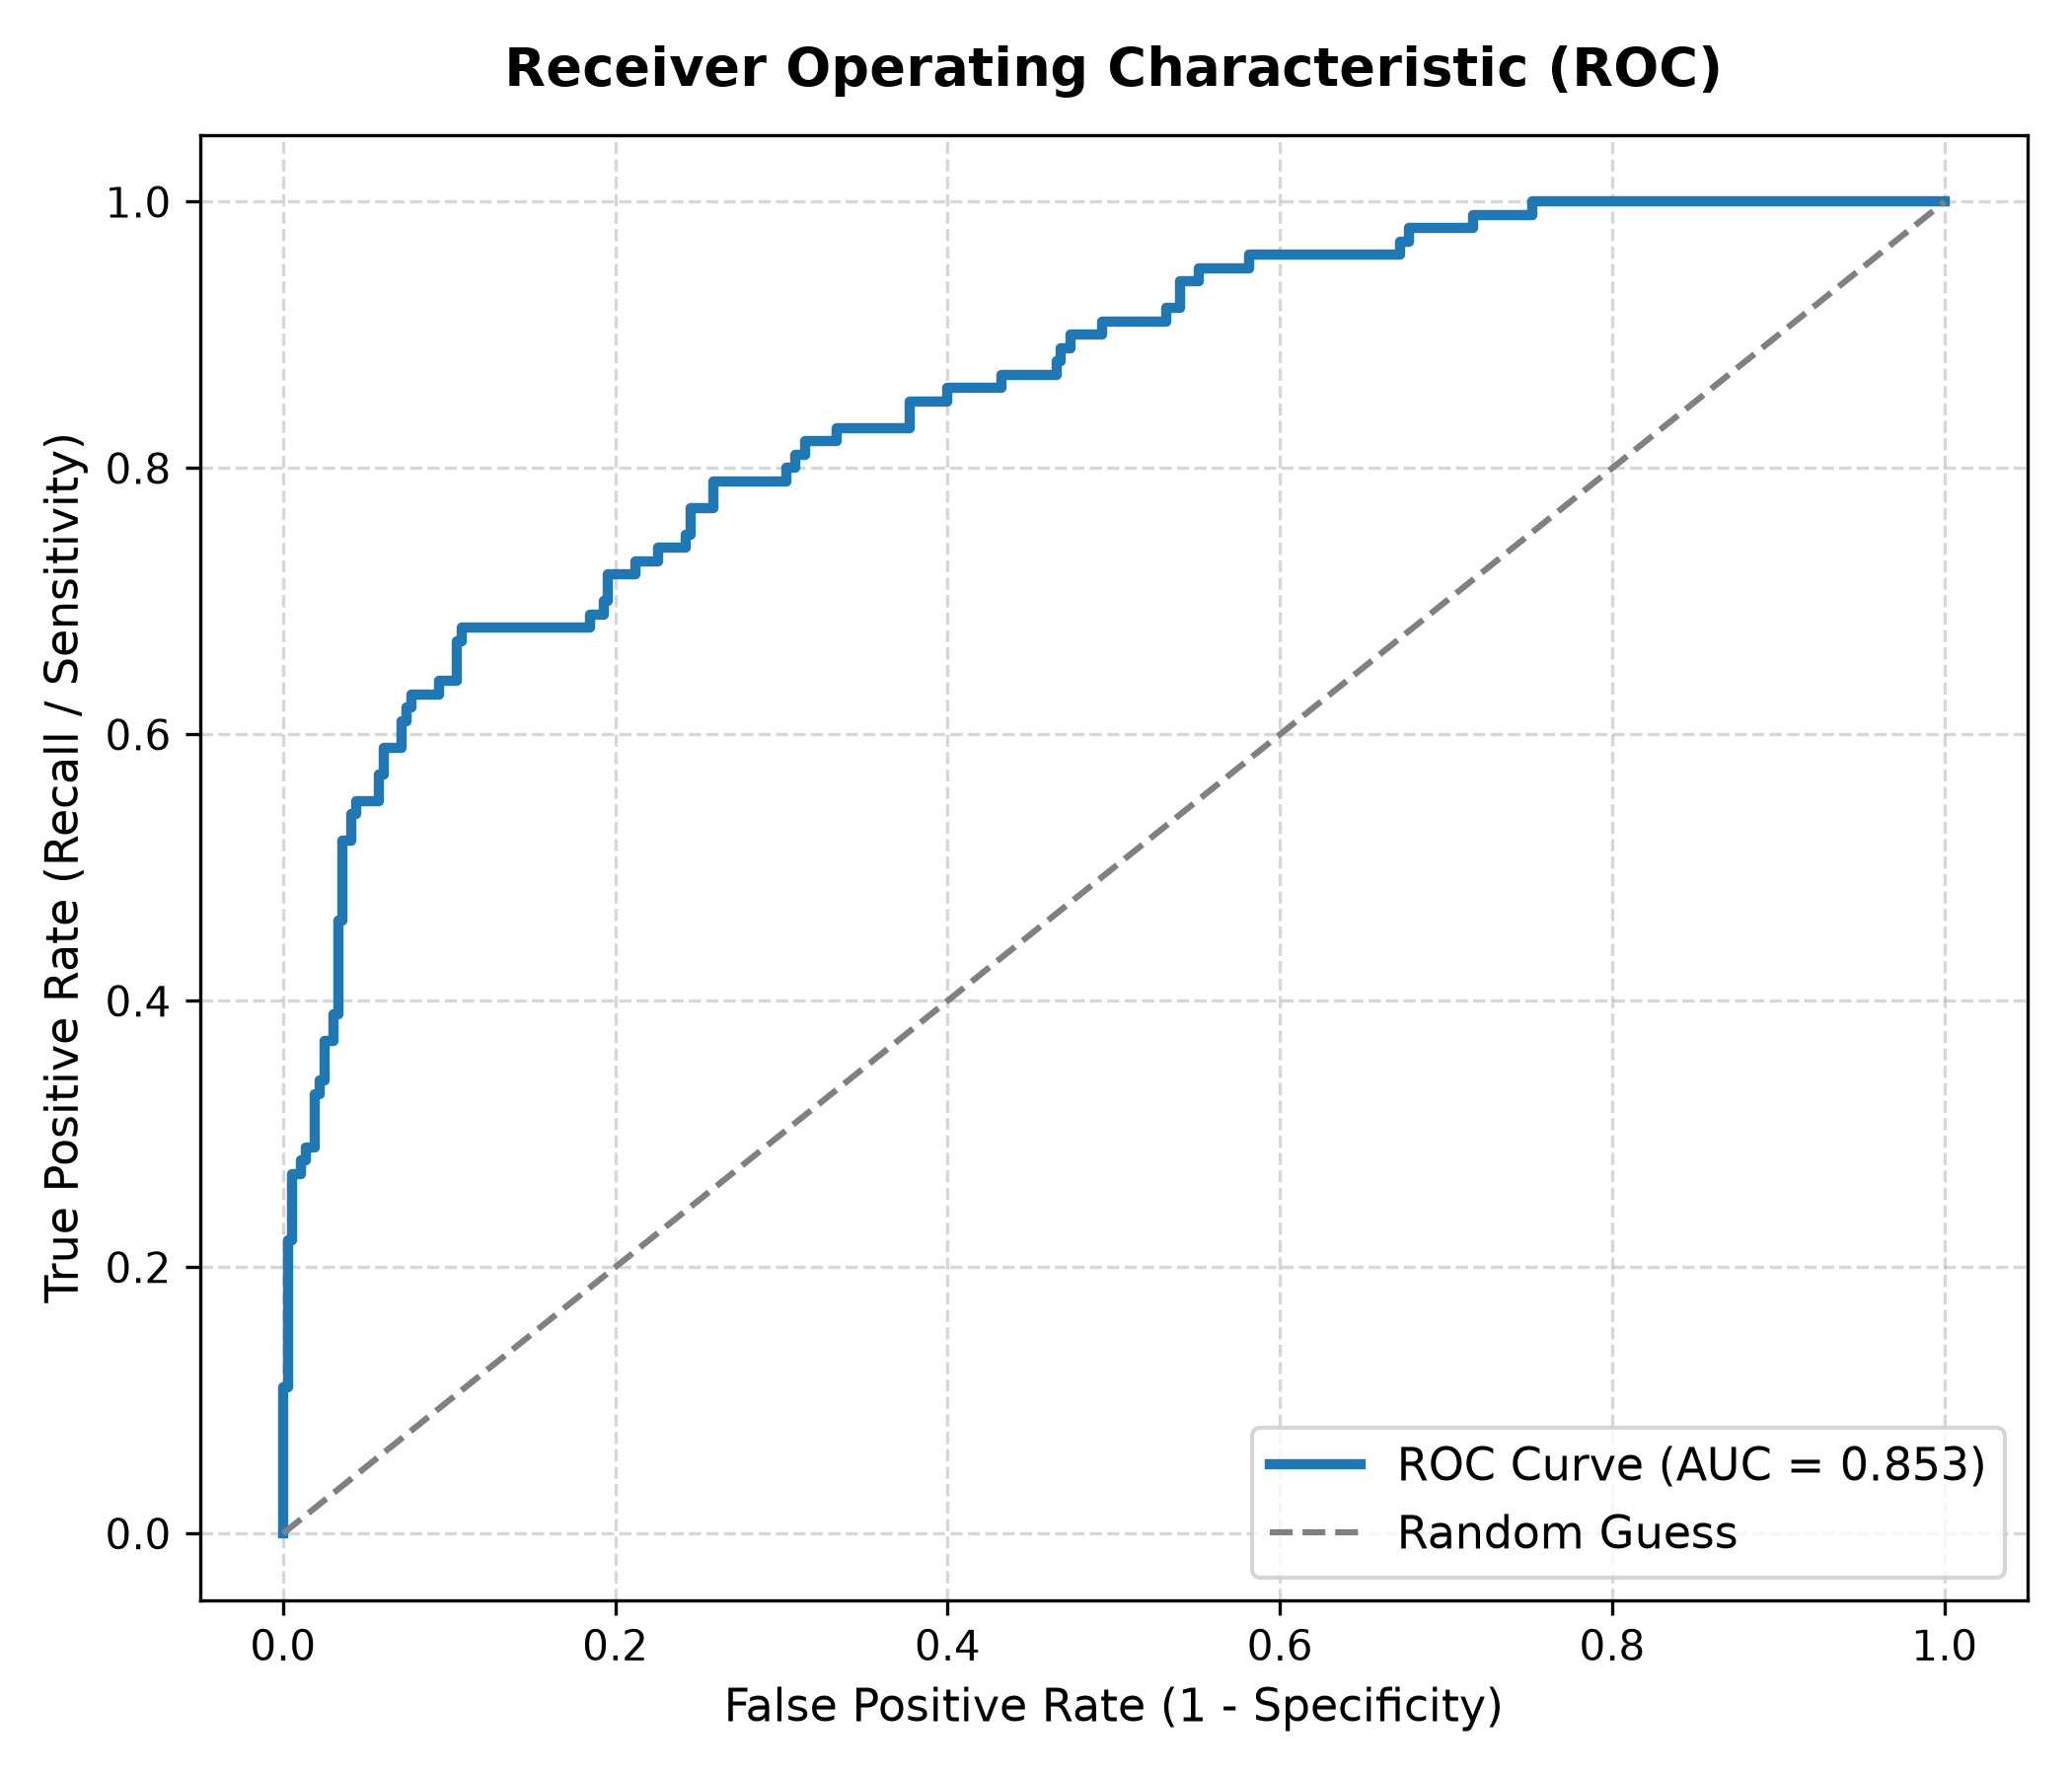 Receiver Operating Characteristic (ROC)
True Positive Rate (Recall / Sensitivity)
1.0
0.8
0.6
0.4
0.2
0.0
ROC Curve (AUC = 0.853)
Random Guess
0.0 0.2 0.4 0.6 0.8 1.0
False Positive Rate (1 - Specificity)